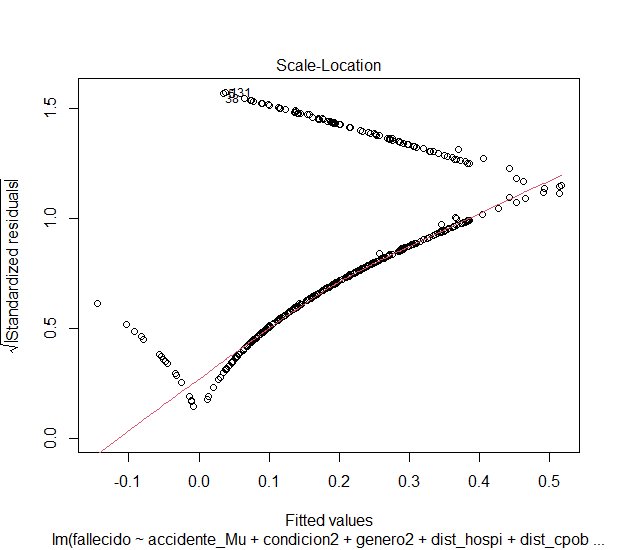 Scale-Location
√|Standardized residuals|
1.5
1.0
0.5
0.0
131
38
-0.1 0.0 0.1 0.2 0.3 0.4 0.5
Fitted values
lm(fallecido ~ accidente_Mu + condicion2 + genero2 + dist_hospi + dist_cpob ...